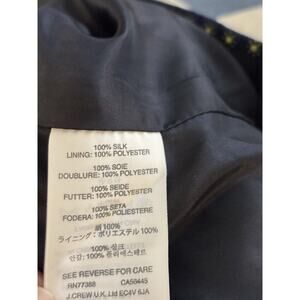 100% SILK
LINING: 100% POLYESTER
100% SOIE
DOUBLURE: 100% POLYESTER
100% SEIDE
FUTTER: 100% POLYESTER
100% SETA
FODERA: 100% POLIESTERE
絹 100%
ライニング: ポリエステル 100%
100% 실크
안감: 100% 폴리에스테르
SEE REVERSE FOR CARE
RN77388 CA59445
J.CREW U.K. Ltd EC4V 6JA